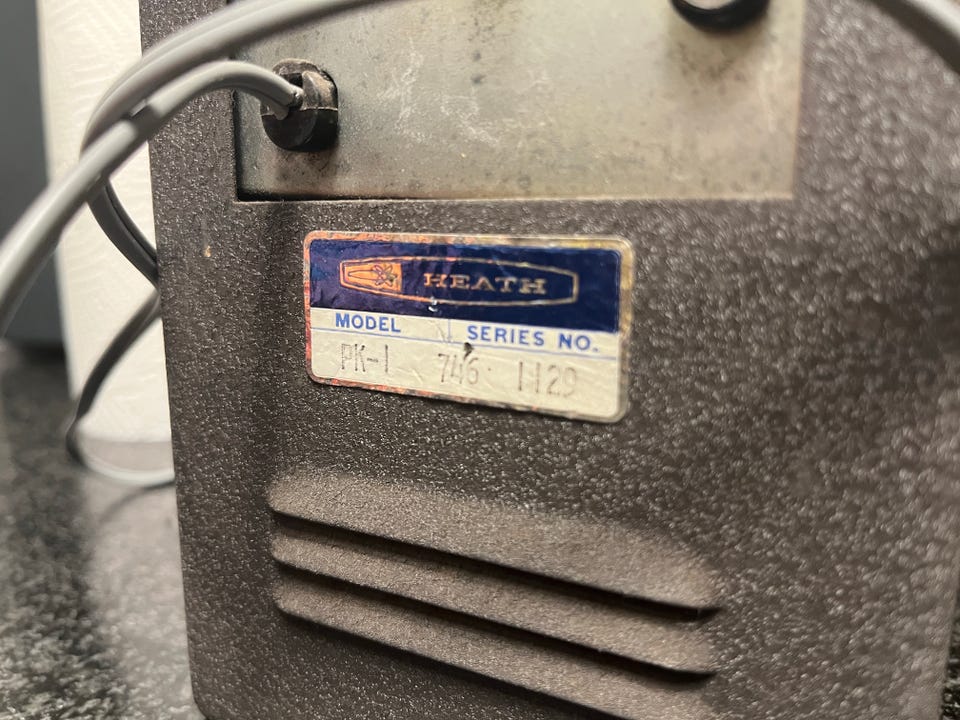 HEATH
MODEL SERIES NO.
PK-1 746 1129